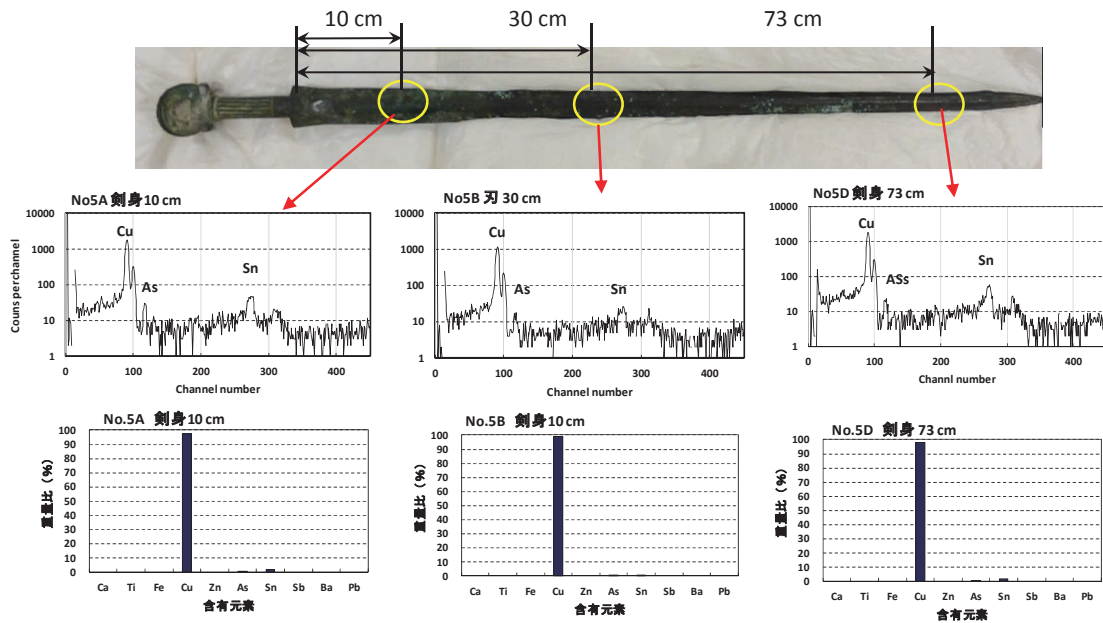 10 cm 30 cm 73 cm
No5A 剣身10 cm
10000
1000
100
10
1
Couns perchannel
Cu
As
Sn
0 100 200 300 400
Channel number
No5B 刃 30 cm
10000
1000
100
10
1
Cu
As
Sn
0 100 200 300 400
Channel number
No5D 剣身 73 cm
10000
1000
100
10
1
Cu
ASs
Sn
0 100 200 300 400
Channl number
No.5A 剣身10 cm
100
90
80
70
60
50
40
30
20
10
0
重量比（%）
Ca Ti Fe Cu Zn As Sn Sb Ba Pb
含有元素
No.5B 剣身10 cm
100
90
80
70
60
50
40
30
20
10
0
重量比（%）
Ca Ti Fe Cu Zn As Sn Sb Ba Pb
含有元素
No.5D 剣身 73 cm
100
90
80
70
60
50
40
30
20
10
0
重量比（%）
Ca Ti Fe Cu Zn As Sn Sb Ba Pb
含有元素